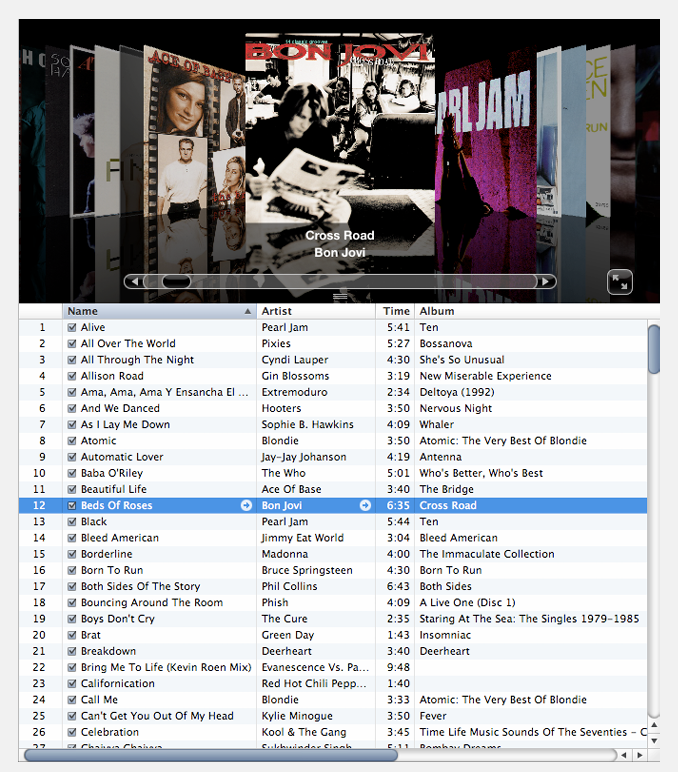 ACE OF BASE
14 classic grooves
BON JOVI
CROSS ROAD
PEARL JAM
RUN
Cross Road
Bon Jovi
Name Artist Time Album
1 Alive Pearl Jam 5:41 Ten
2 All Over The World Pixies 5:27 Bossanova
3 All Through The Night Cyndi Lauper 4:30 She's So Unusual
4 Allison Road Gin Blossoms 3:19 New Miserable Experience
5 Ama, Ama, Ama Y Ensancha El ... Extremoduro 2:34 Deltoya (1992)
6 And We Danced Hooters 3:50 Nervous Night
7 As I Lay Me Down Sophie B. Hawkins 4:09 Whaler
8 Atomic Blondie 3:50 Atomic: The Very Best Of Blondie
9 Automatic Lover Jay-Jay Johanson 4:19 Antenna
10 Baba O'Riley The Who 5:01 Who's Better, Who's Best
11 Beautiful Life Ace Of Base 3:40 The Bridge
12 Beds Of Roses Bon Jovi 6:35 Cross Road
13 Black Pearl Jam 5:44 Ten
14 Bleed American Jimmy Eat World 3:04 Bleed American
15 Borderline Madonna 4:00 The Immaculate Collection
16 Born To Run Bruce Springsteen 4:30 Born To Run
17 Both Sides Of The Story Phil Collins 6:43 Both Sides
18 Bouncing Around The Room Phish 4:09 A Live One (Disc 1)
19 Boys Don't Cry The Cure 2:35 Staring At The Sea: The Singles 1979-1985
20 Brat Green Day 1:43 Insomniac
21 Breakdown Deerheart 3:40 Deerheart
22 Bring Me To Life (Kevin Roen Mix) Evanescence Vs. Pa... 9:48
23 Californication Red Hot Chili Pepp... 1:40
24 Call Me Blondie 3:33 Atomic: The Very Best Of Blondie
25 Can't Get You Out Of My Head Kylie Minogue 3:50 Fever
26 Celebration Kool & The Gang 3:45 Time Life Music Sounds Of The Seventies - C
27 Chaiyya Chaiyya Sukhwinder Singh 5:11 Bombay Dreams